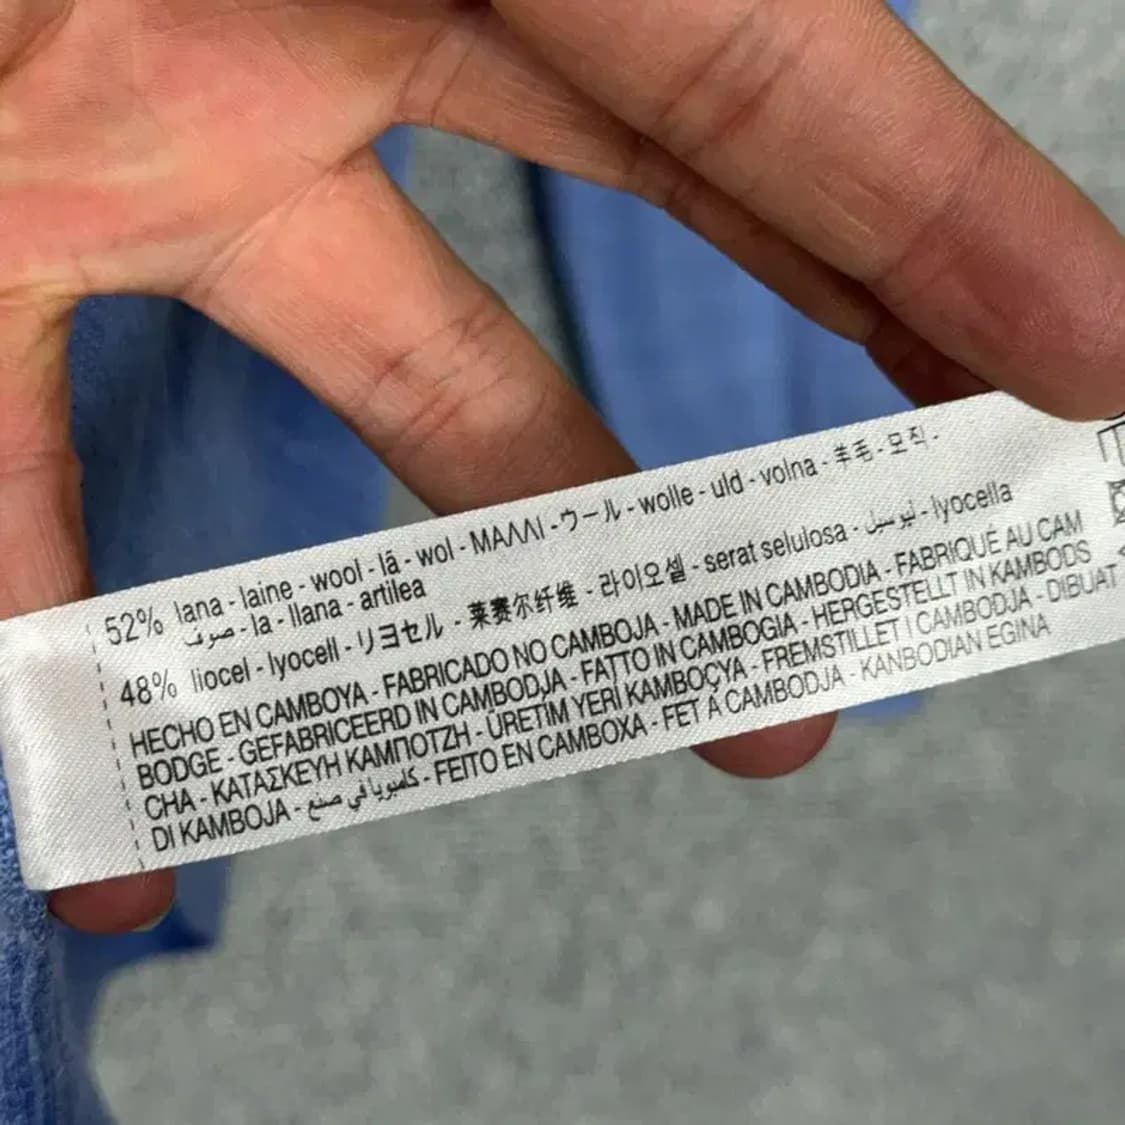 52% lana - laine - wool - lã - wol - ΜΑΛΛΙ - ウール - wolle - uld - volna - 羊毛 - 모직 -
صوف - la - llana - artilea
48% liocel - lyocell - リヨセル - 莱赛尔纤维 - 라이오셀 - serat selulosa - ليوسيل - lyocella
HECHO EN CAMBOYA - FABRICADO NO CAMBOJA - MADE IN CAMBODIA - FABRIQUÉ AU CAM
BODGE - GEFABRICEERD IN CAMBODJA - FATTO IN CAMBOGIA - HERGESTELLT IN KAMBODS
CHA - ΚΑΤΑΣΚΕΥΗ ΚΑΜΠΟΤΖΗ - ÜRETIM YERİ KAMBOÇYA - FREMSTILLET I CAMBODJA - DIBUAT
DI KAMBOJA - كامبويا في صنع - FEITO EN CAMBOXA - FET A CAMBODJA - KANBODIAN EGINA